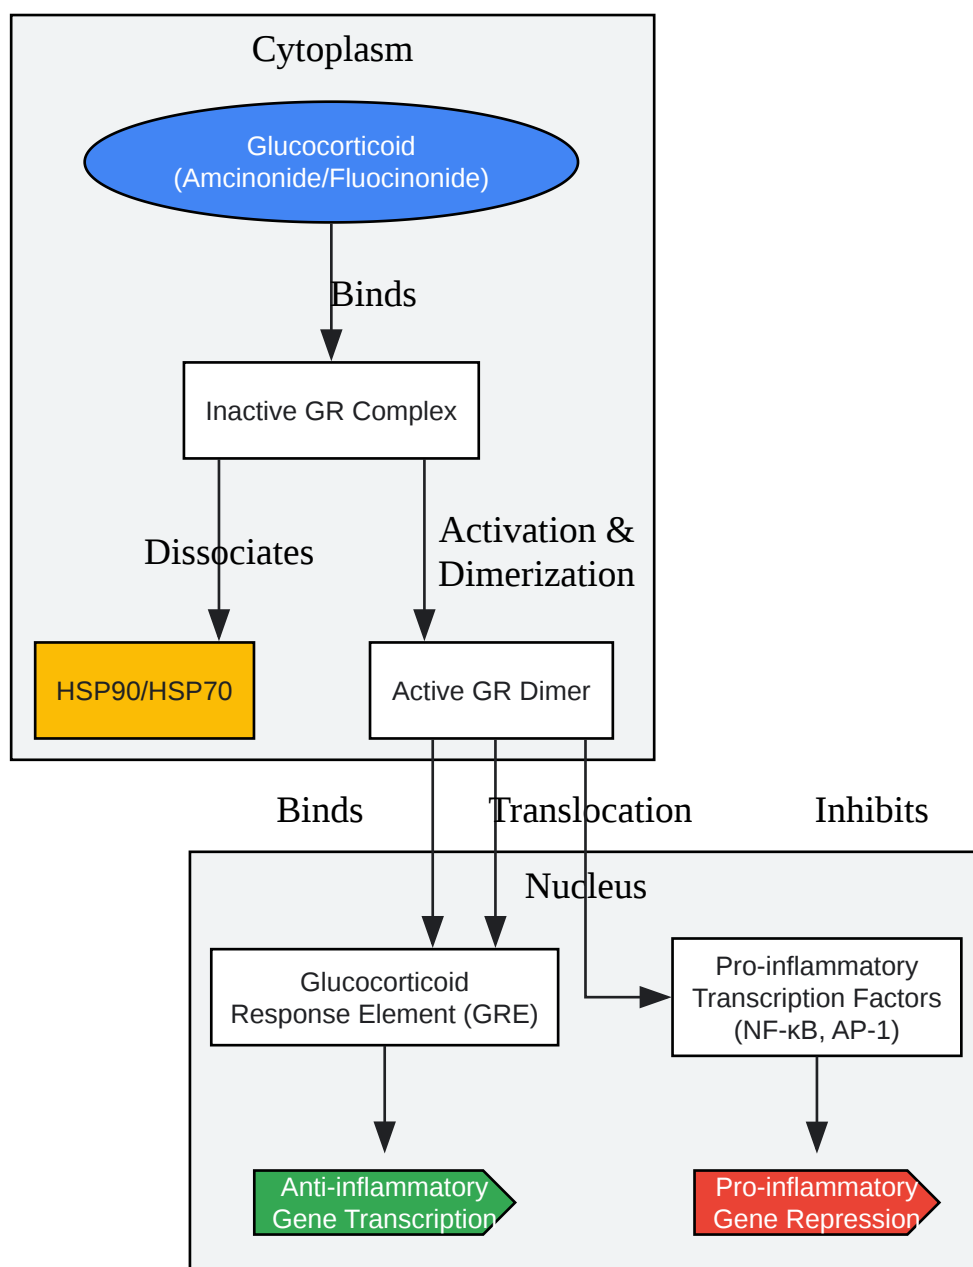 Cytoplasm
Glucocorticoid
(Amcinonide/Fluocinonide)
Binds
Inactive GR Complex
Dissociates
Activation &
Dimerization
HSP90/HSP70
Active GR Dimer
Binds
Translocation
Inhibits
Nucleus
Glucocorticoid
Response Element (GRE)
Pro-inflammatory
Transcription Factors
(NF-κB, AP-1)
Anti-inflammatory
Gene Transcription
Pro-inflammatory
Gene Repression